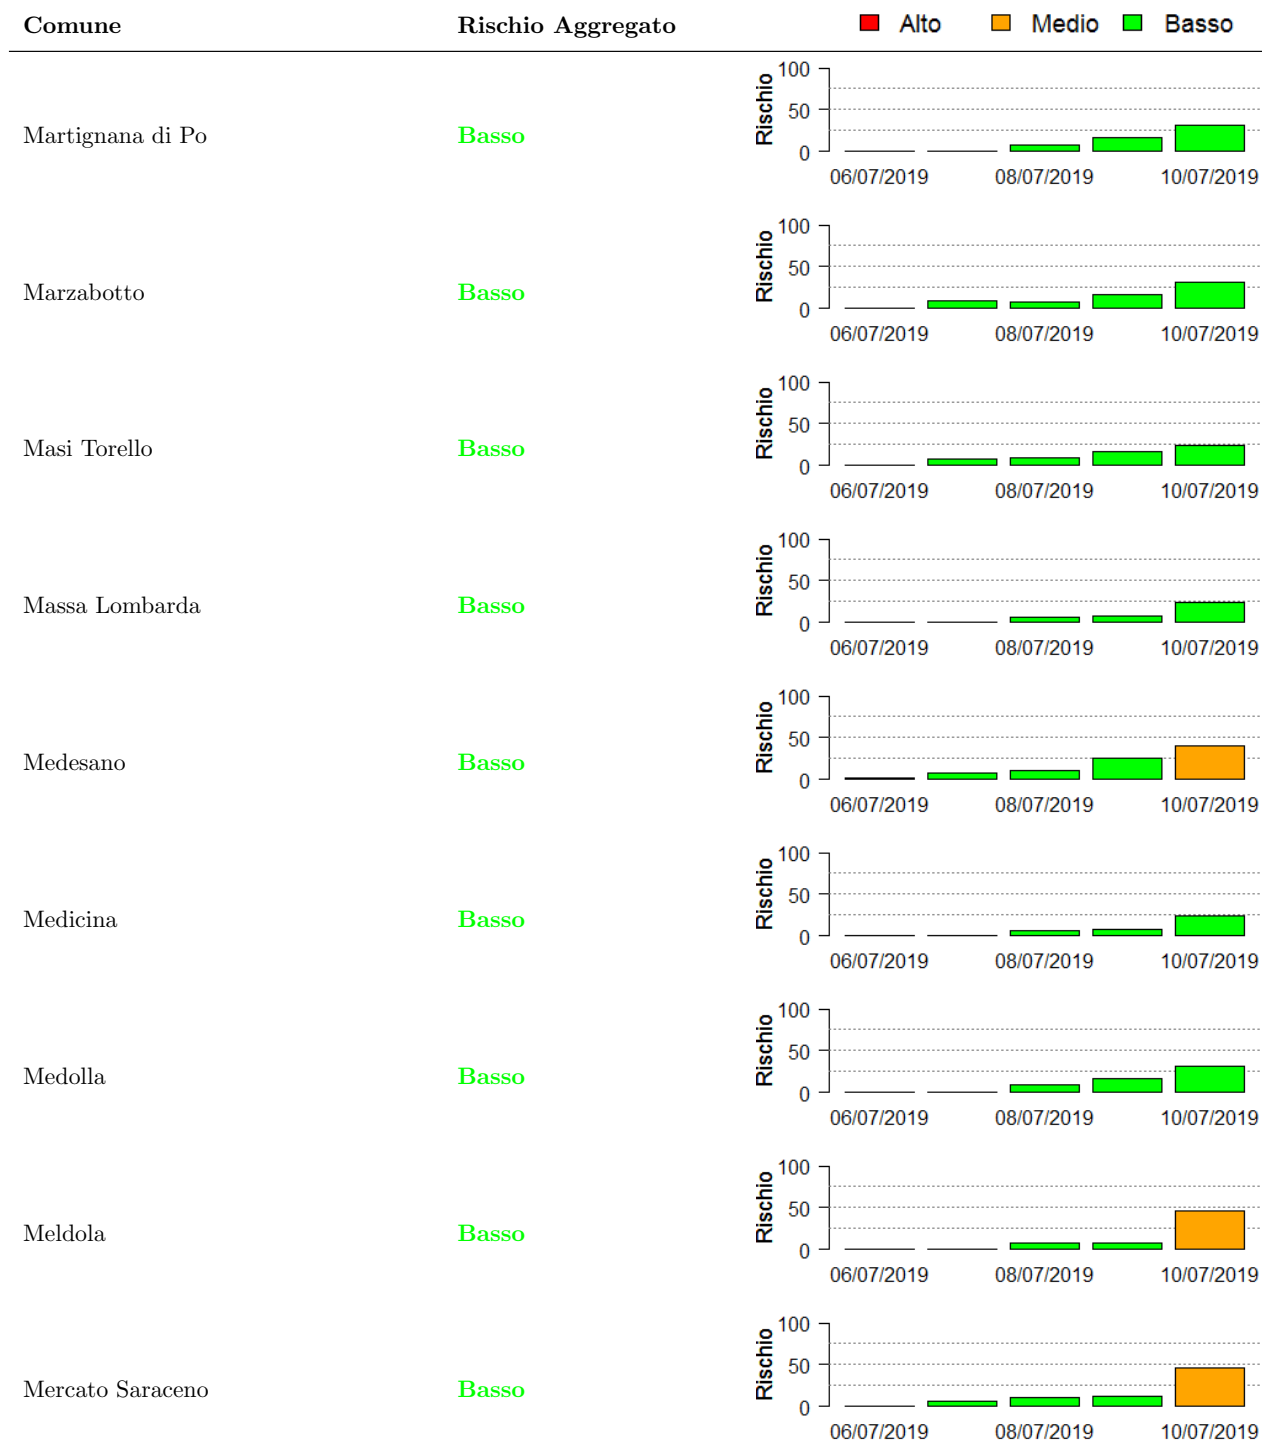 Comune Rischio Aggregato Alto Medio Basso
100
50
0
Rischio
Martignana di Po Basso
06/07/2019 08/07/2019 10/07/2019
100
50
0
Rischio
Marzabotto Basso
06/07/2019 08/07/2019 10/07/2019
100
50
0
Rischio
Masi Torello Basso
06/07/2019 08/07/2019 10/07/2019
100
50
0
Rischio
Massa Lombarda Basso
06/07/2019 08/07/2019 10/07/2019
100
50
0
Rischio
Medesano Basso
06/07/2019 08/07/2019 10/07/2019
100
50
0
Rischio
Medicina Basso
06/07/2019 08/07/2019 10/07/2019
100
50
0
Rischio
Medolla Basso
06/07/2019 08/07/2019 10/07/2019
100
50
0
Rischio
Meldola Basso
06/07/2019 08/07/2019 10/07/2019
100
50
0
Rischio
Mercato Saraceno Basso
06/07/2019 08/07/2019 10/07/2019